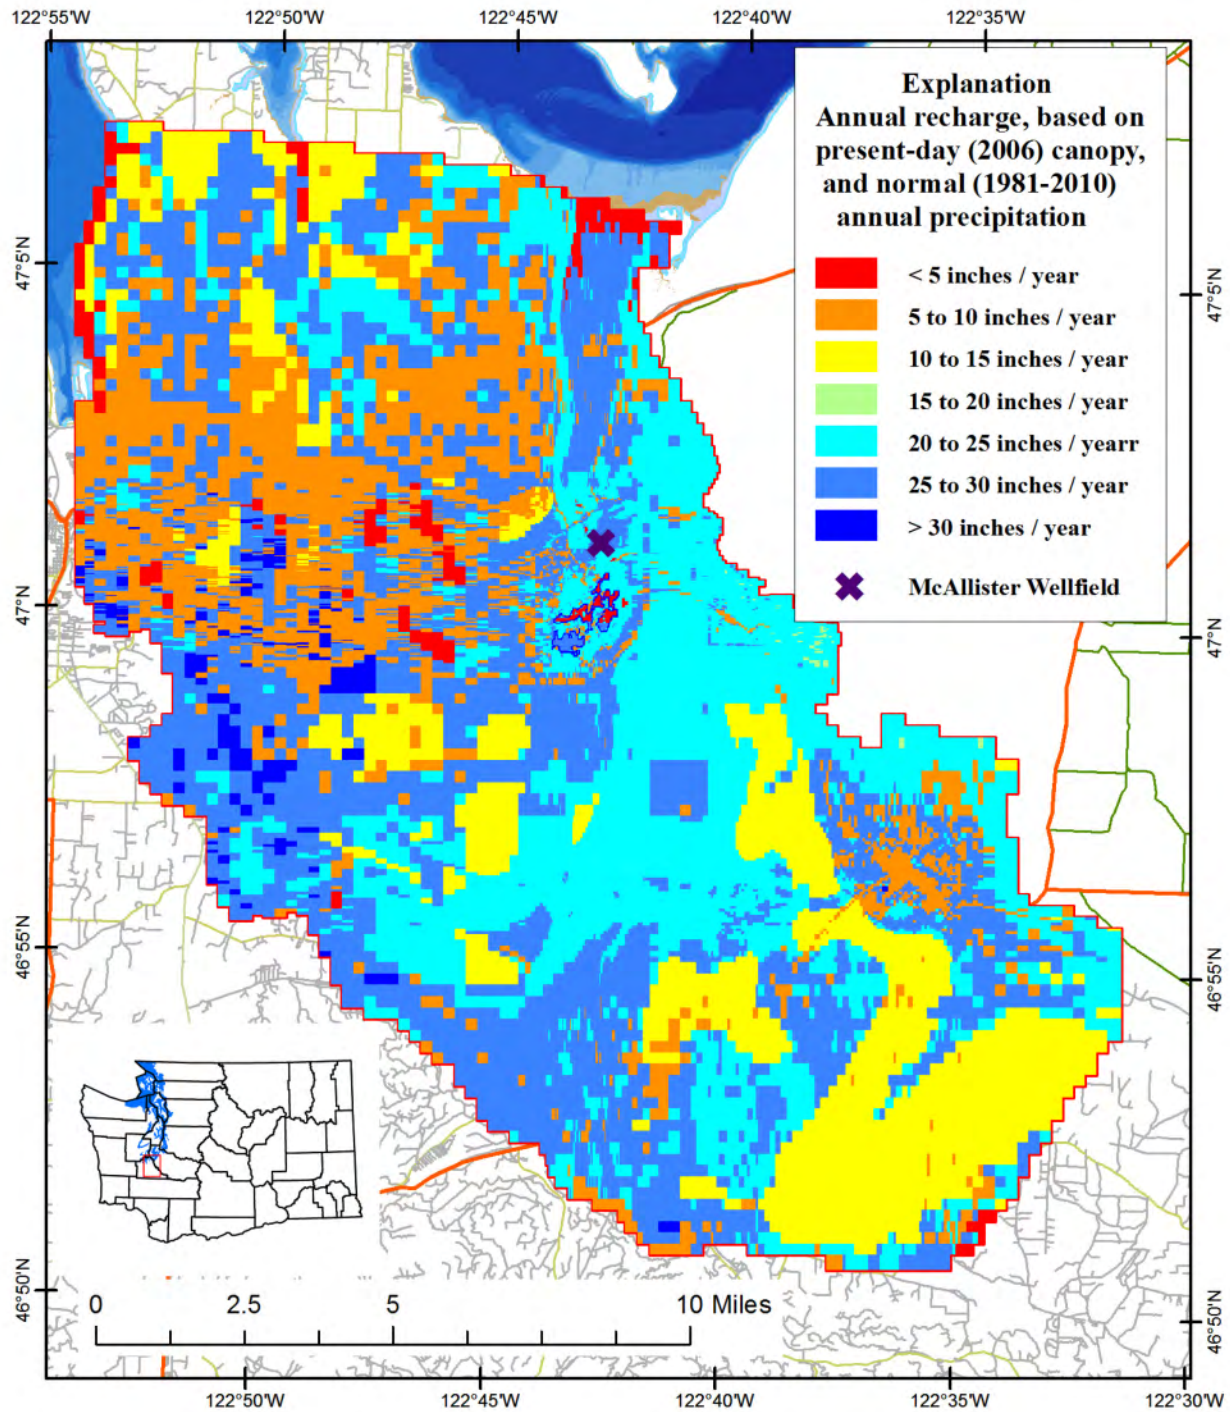 122°55'W 122°50'W 122°45'W 122°40'W 122°35'W
Explanation
Annual recharge, based on
present-day (2006) canopy,
and normal (1981-2010)
annual precipitation
< 5 inches / year
5 to 10 inches / year
10 to 15 inches / year
15 to 20 inches / year
20 to 25 inches / yearr
25 to 30 inches / year
> 30 inches / year
McAllister Wellfield
47°5'N
47°5'N
47°N
47°N
46°55'N
46°55'N
46°50'N
46°50'N
0 2.5 5 10 Miles
122°50'W 122°45'W 122°40'W 122°35'W 122°30'W